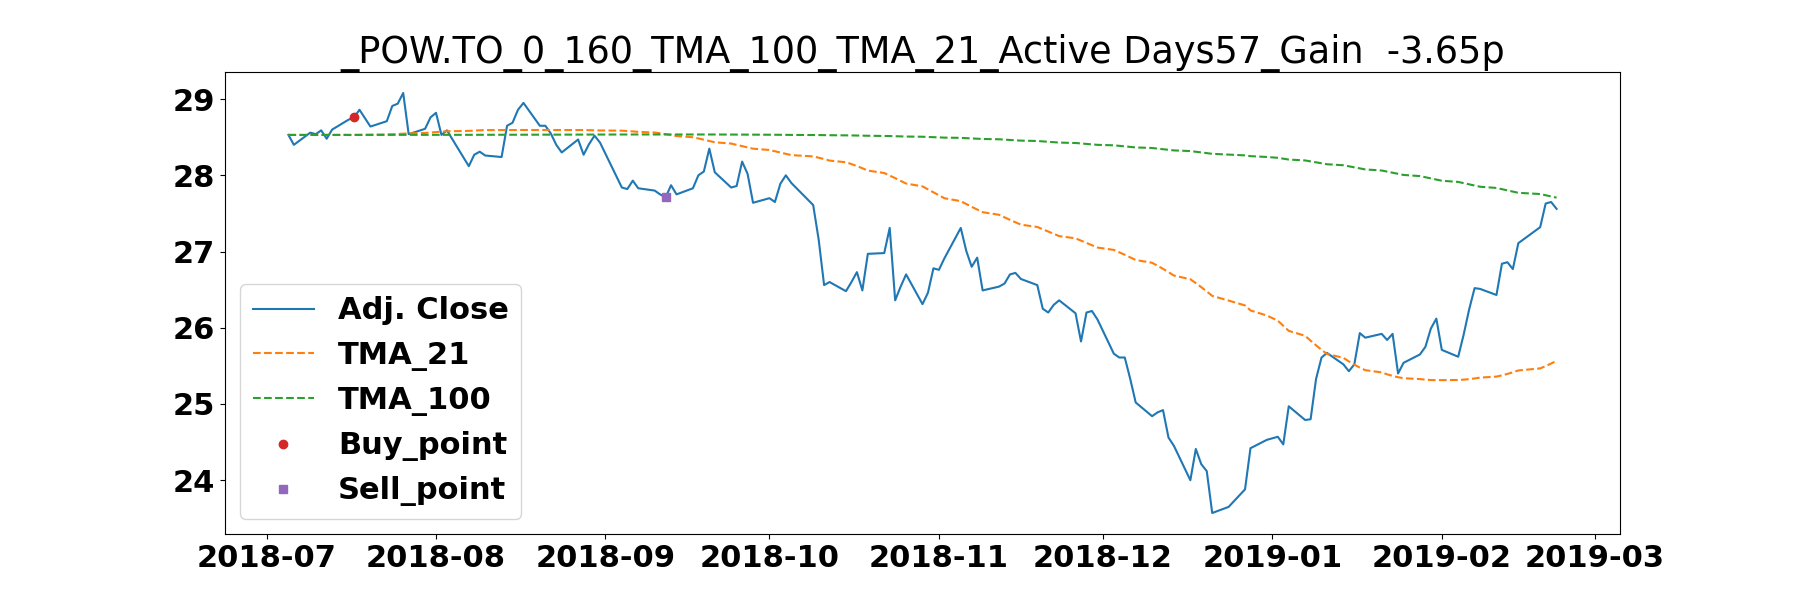 _POW.TO_0_160_TMA_100_TMA_21_Active Days57_Gain  -3.65p
29
28
27
26
25
24
Adj. Close
TMA_21
TMA_100
Buy_point
Sell_point
2018-07 2018-08 2018-09 2018-10 2018-11 2018-12 2019-01 2019-02 2019-03